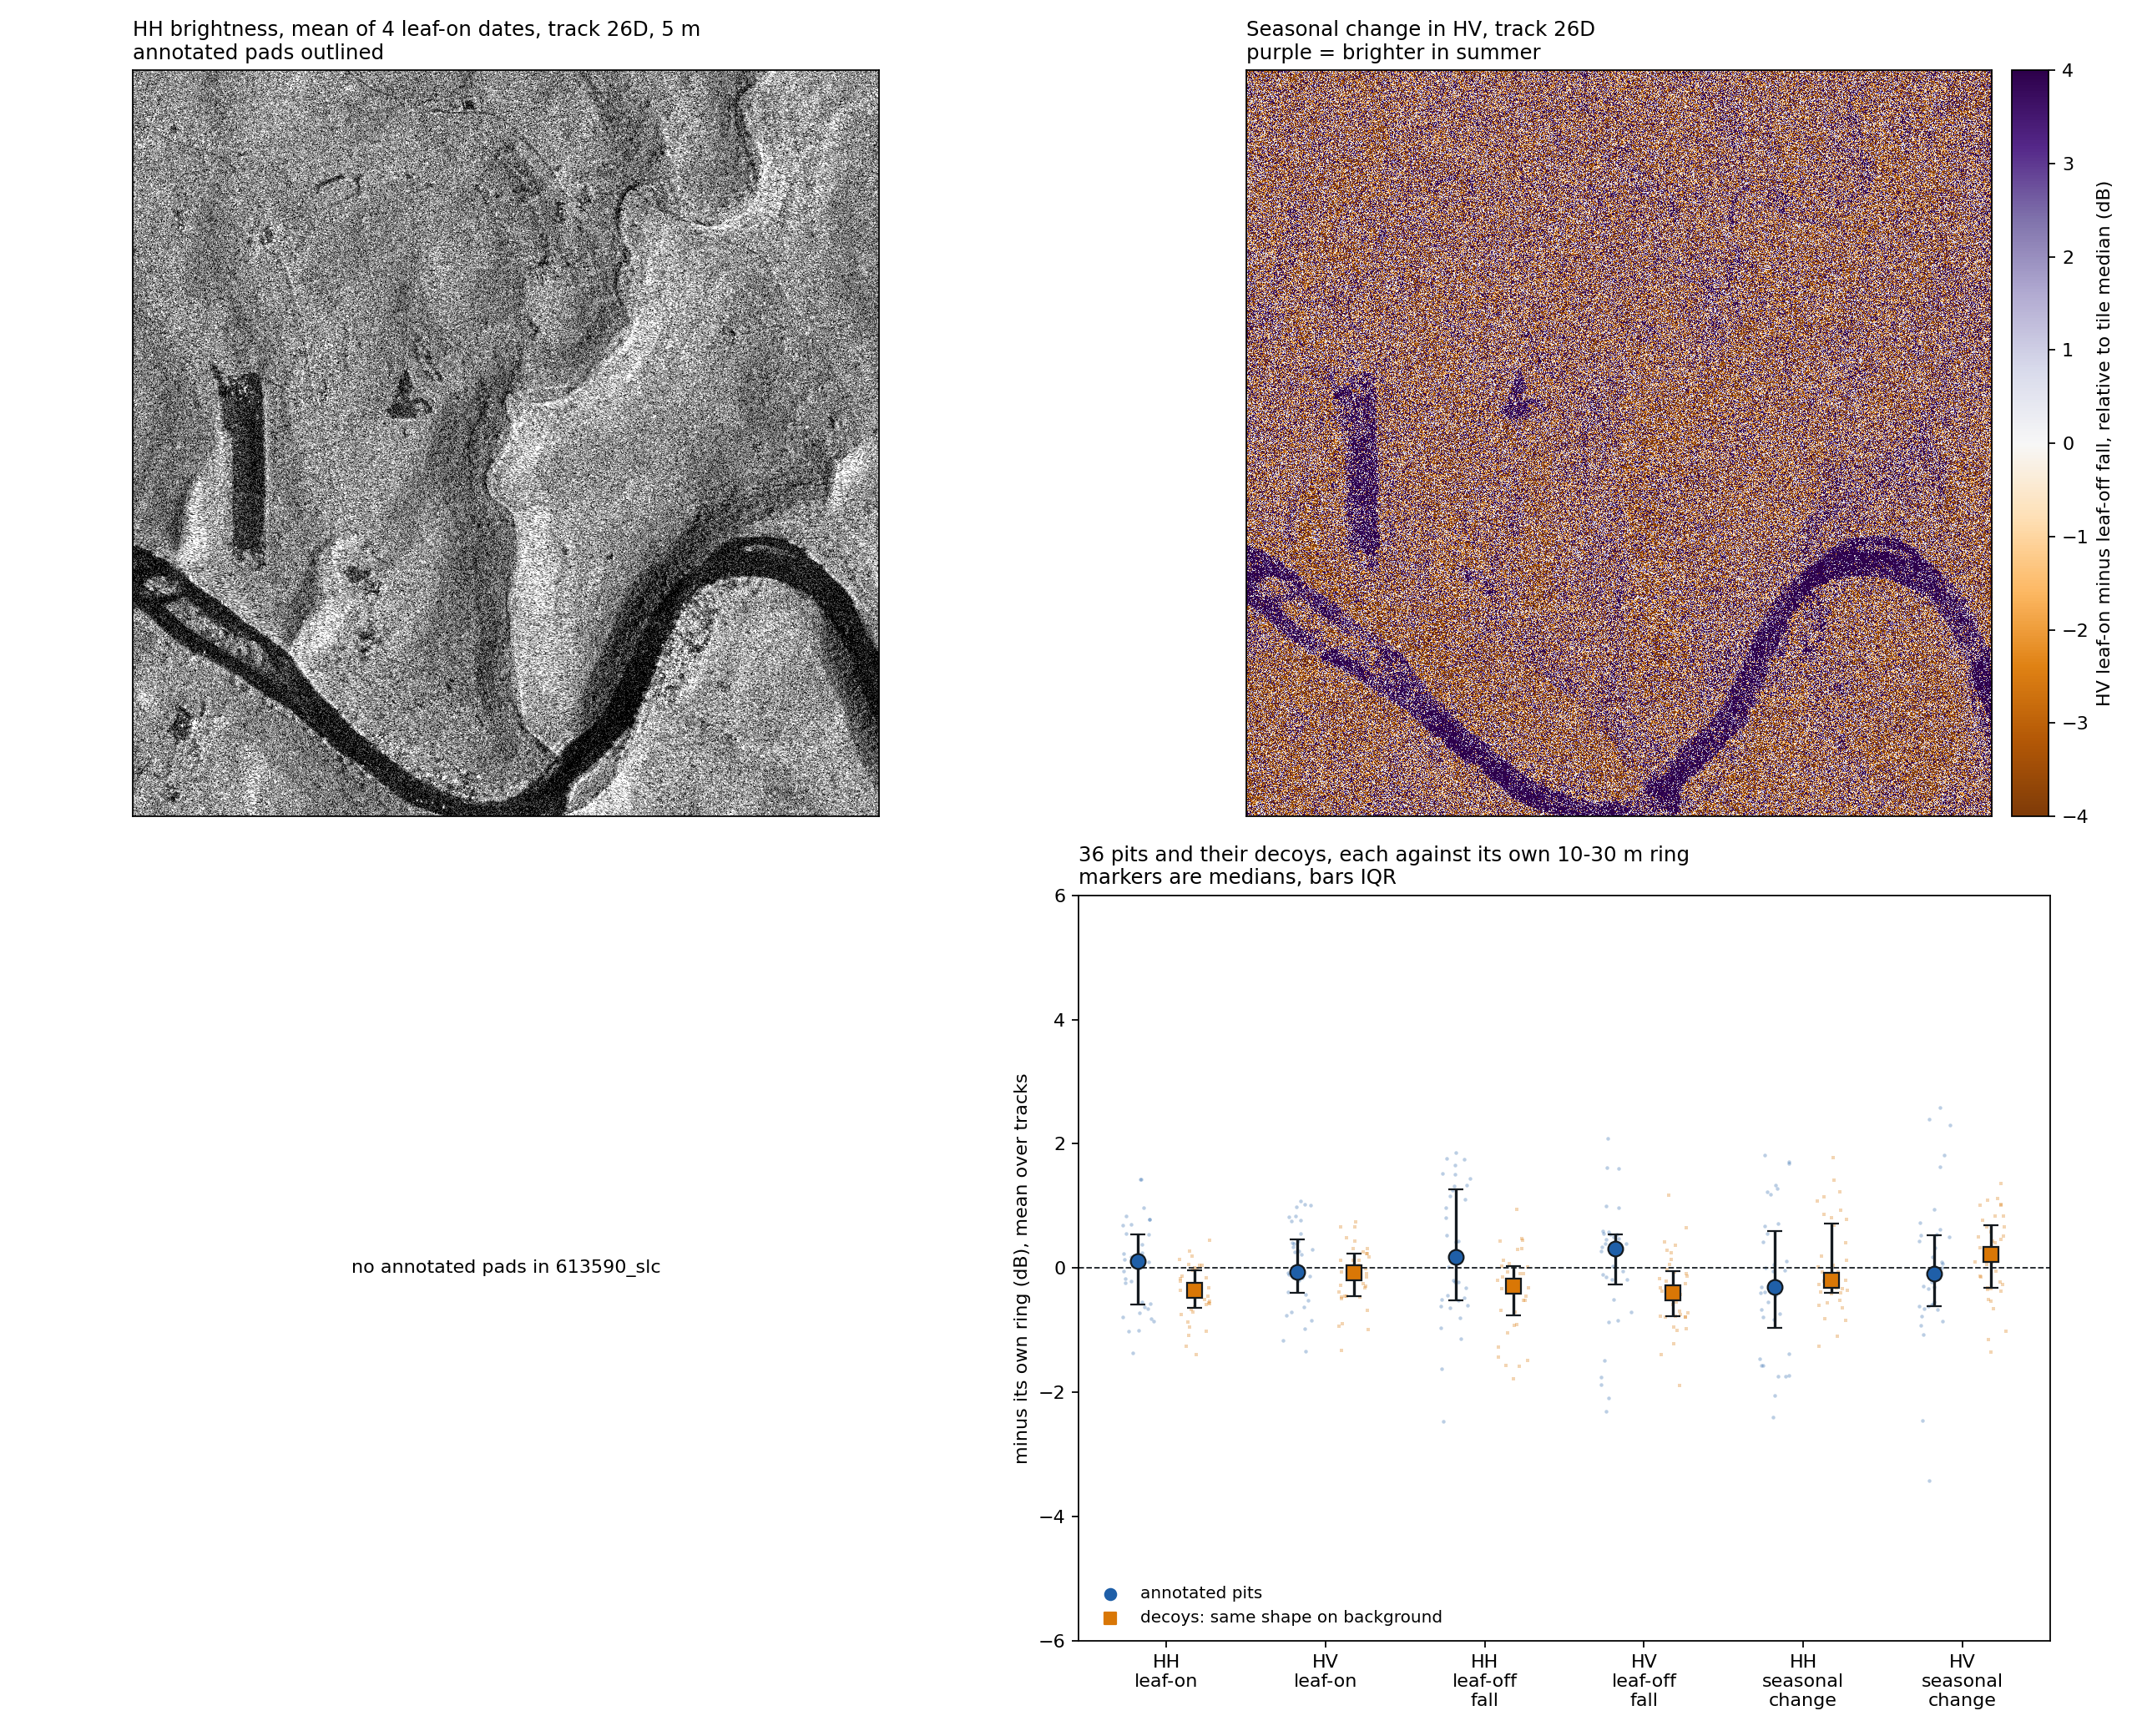 HH brightness, mean of 4 leaf-on dates, track 26D, 5 m
annotated pads outlined
Seasonal change in HV, track 26D
purple = brighter in summer
4
3
2
1
0
−1
−2
−3
−4
HV leaf-on minus leaf-off fall, relative to tile median (dB)
no annotated pads in 613590_slc
36 pits and their decoys, each against its own 10-30 m ring
markers are medians, bars IQR
minus its own ring (dB), mean over tracks
6
4
2
0
−2
−4
−6
annotated pits
decoys: same shape on background
HH
leaf-on
HV
leaf-on
HH
leaf-off
fall
HV
leaf-off
fall
HH
seasonal
change
HV
seasonal
change